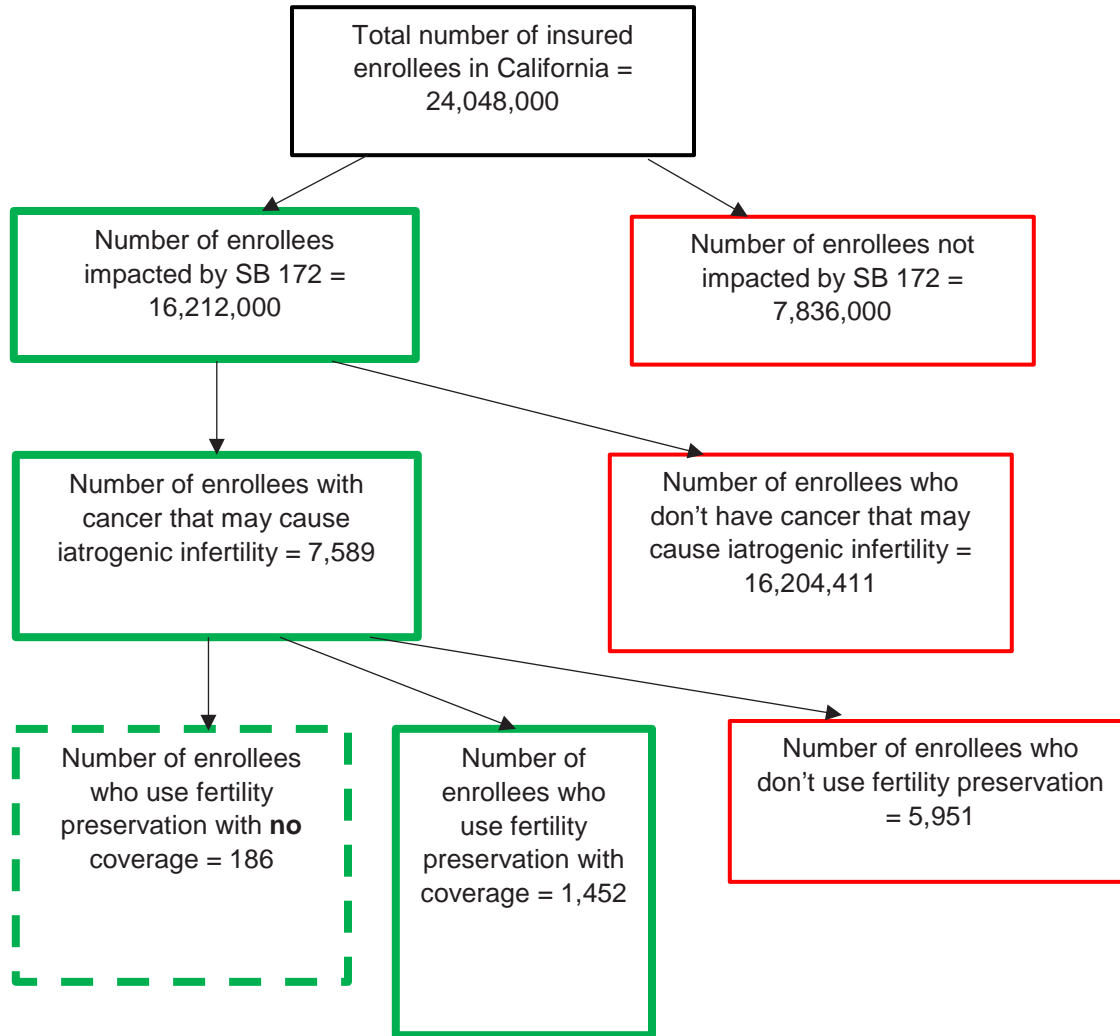 Total number of insured
enrollees in California =
24,048,000
Number of enrollees
impacted by SB 172 =
16,212,000
Number of enrollees not
impacted by SB 172 =
7,836,000
Number of enrollees with
cancer that may cause
iatrogenic infertility = 7,589
Number of enrollees who
don’t have cancer that may
cause iatrogenic infertility =
16,204,411
Number of enrollees
who use fertility
preservation with no
coverage = 186
Number of
enrollees who
use fertility
preservation with
coverage = 1,452
Number of enrollees who
don’t use fertility preservation
= 5,951